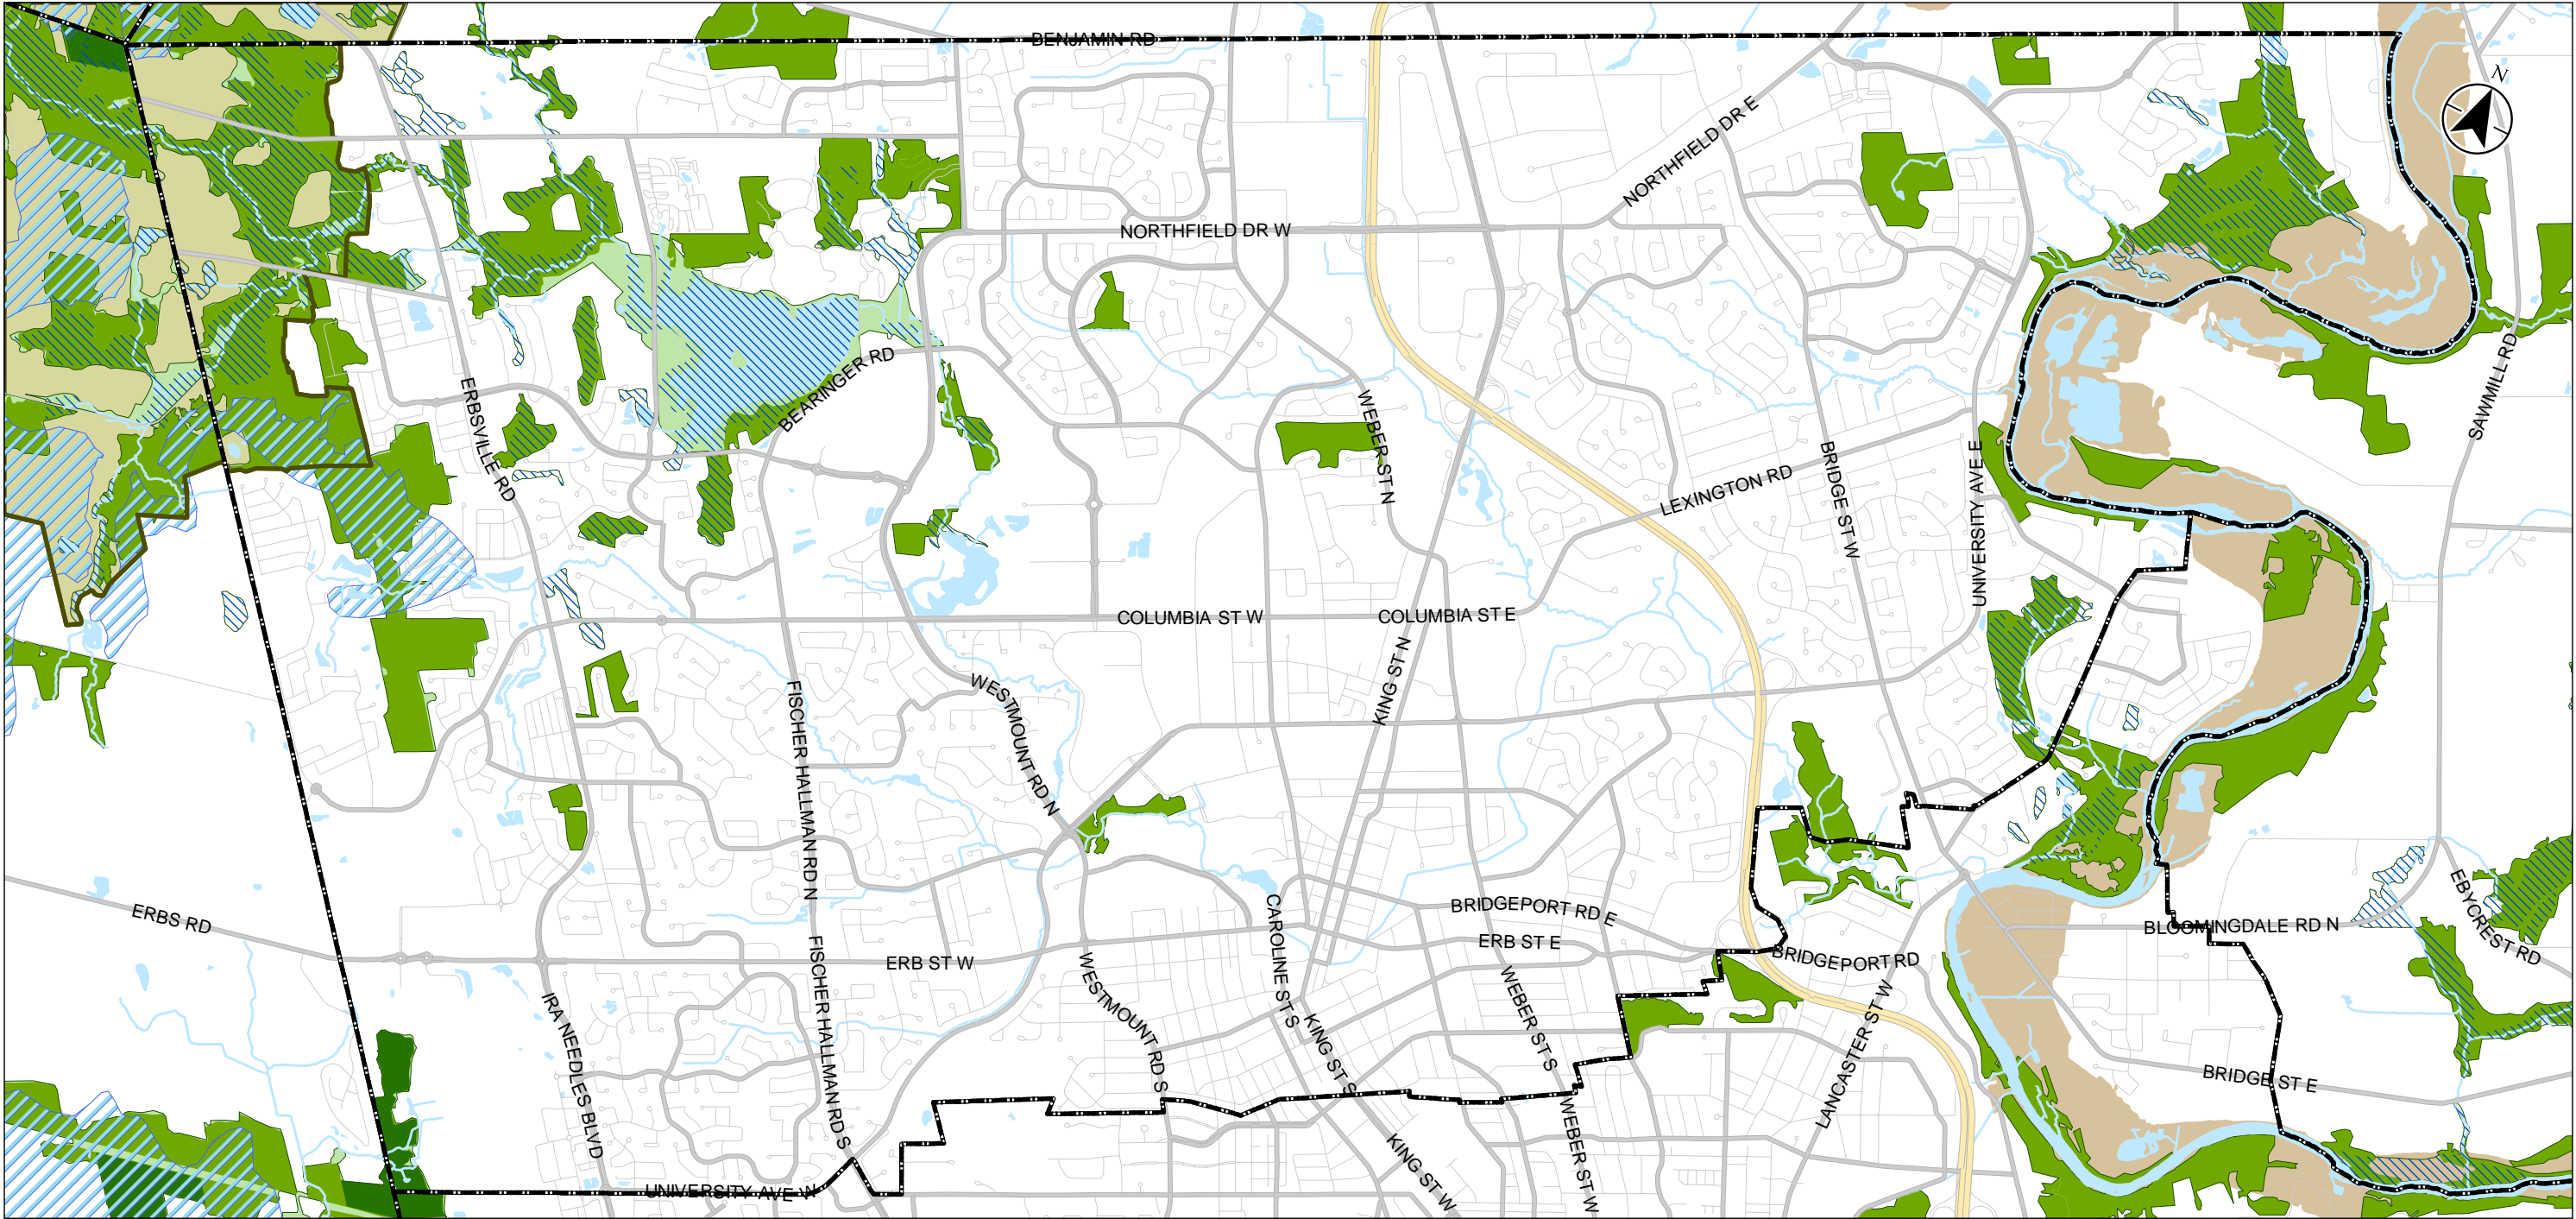 BENJAMIN RD
N
NORTHFIELD DR E
NORTHFIELD DR W
BEARINGER RD
SAWMILL RD
ERBSVILLE RD
WEBER ST N
LEXINGTON RD
BRIDGE ST W
UNIVERSITY AVE E
COLUMBIA ST W
COLUMBIA ST E
KING ST N
WESTMOUNT RD N
FISCHER HALLMAN RD N
CAROLINE ST S
BRIDGEPORT RD E
ERB ST E
ERBS RD
BLOOMINGDALE RD N
EBYCREST RD
BRIDGEPORT RD
ERB ST W
FISCHER HALLMAN RD S
WESTMOUNT RD S
WEBER ST S
LANCASTER ST W
IRA NEEDLES BLVD
KING ST S
BRIDGE ST E
WEBER ST W
KING ST W
UNIVERSITY AVE W